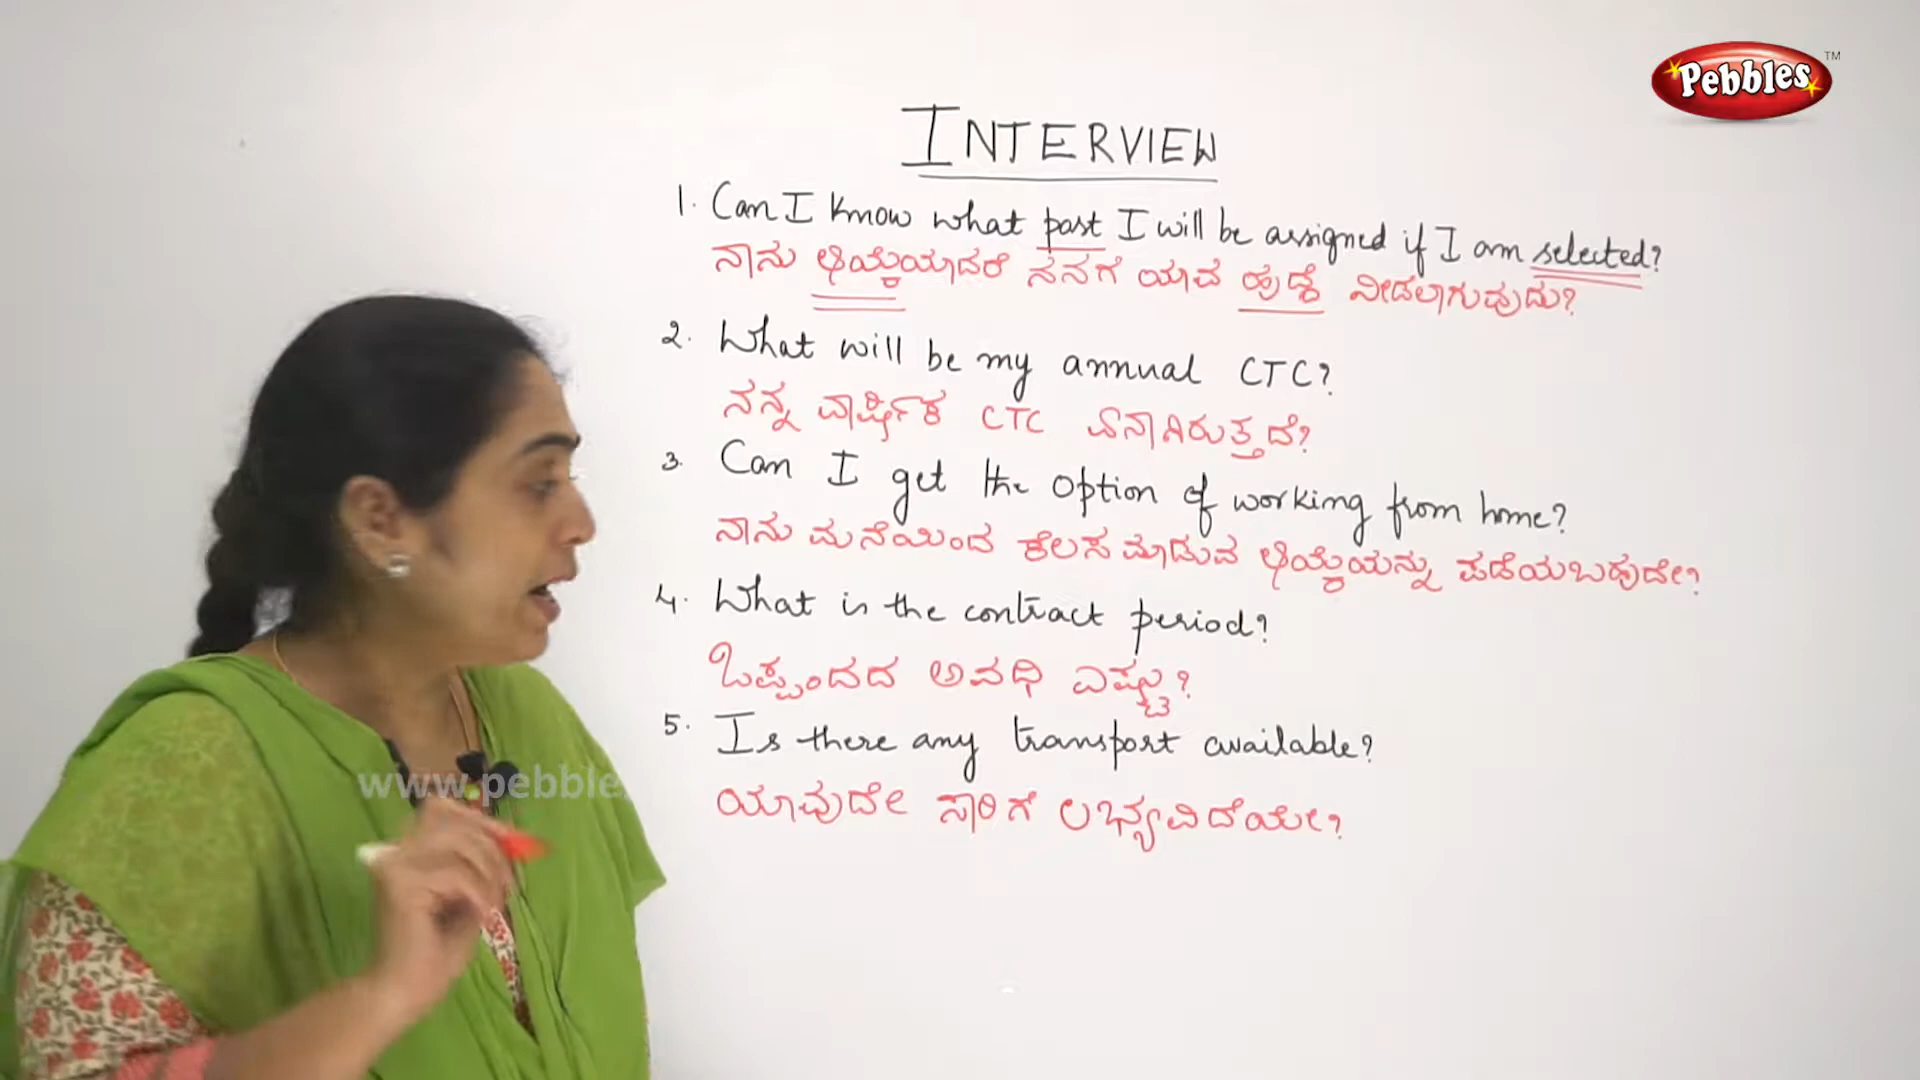 Pebbles™
INTERVIEW
1. Can I know what post I will be assigned if I am selected?
ನಾನು ಆಯ್ಕೆಯಾದರೆ ನನಗೆ ಯಾವ ಹುದ್ದೆ ನೀಡಲಾಗುವುದು?
2. What will be my annual CTC?
ನನ್ನ ವಾರ್ಷಿಕ CTC ಏನಾಗಿರುತ್ತದೆ?
3. Can I get the option of working from home?
ನಾನು ಮನೆಯಿಂದ ಕೆಲಸ ಮಾಡುವ ಆಯ್ಕೆಯನ್ನು ಪಡೆಯಬಹುದೇ?
4. What is the contract period?
ಒಪ್ಪಂದದ ಅವಧಿ ಎಷ್ಟು?
5. Is there any transport available?
www.pebble
ಯಾವುದೇ ಸಾರಿಗೆ ಲಭ್ಯವಿದೆಯೇ?